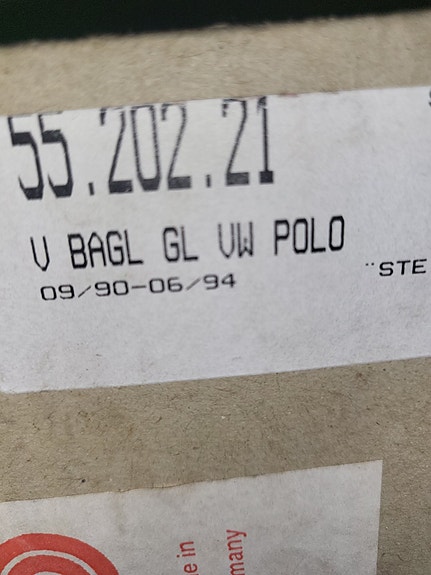 55.202.21
V BAGL GL VW POLO
09/90-06/94
"STE
e in
many